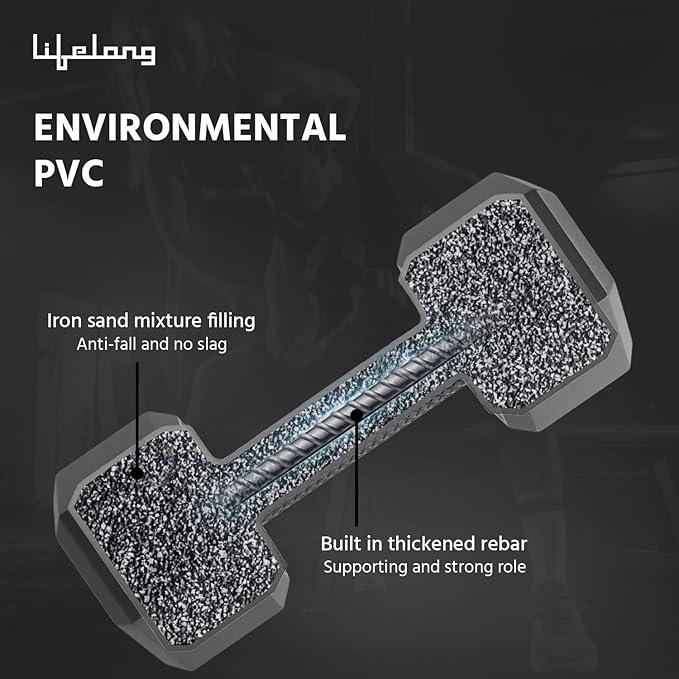 Lifelong
ENVIRONMENTAL
PVC
Iron sand mixture filling
Anti-fall and no slag
Built in thickened rebar
Supporting and strong role